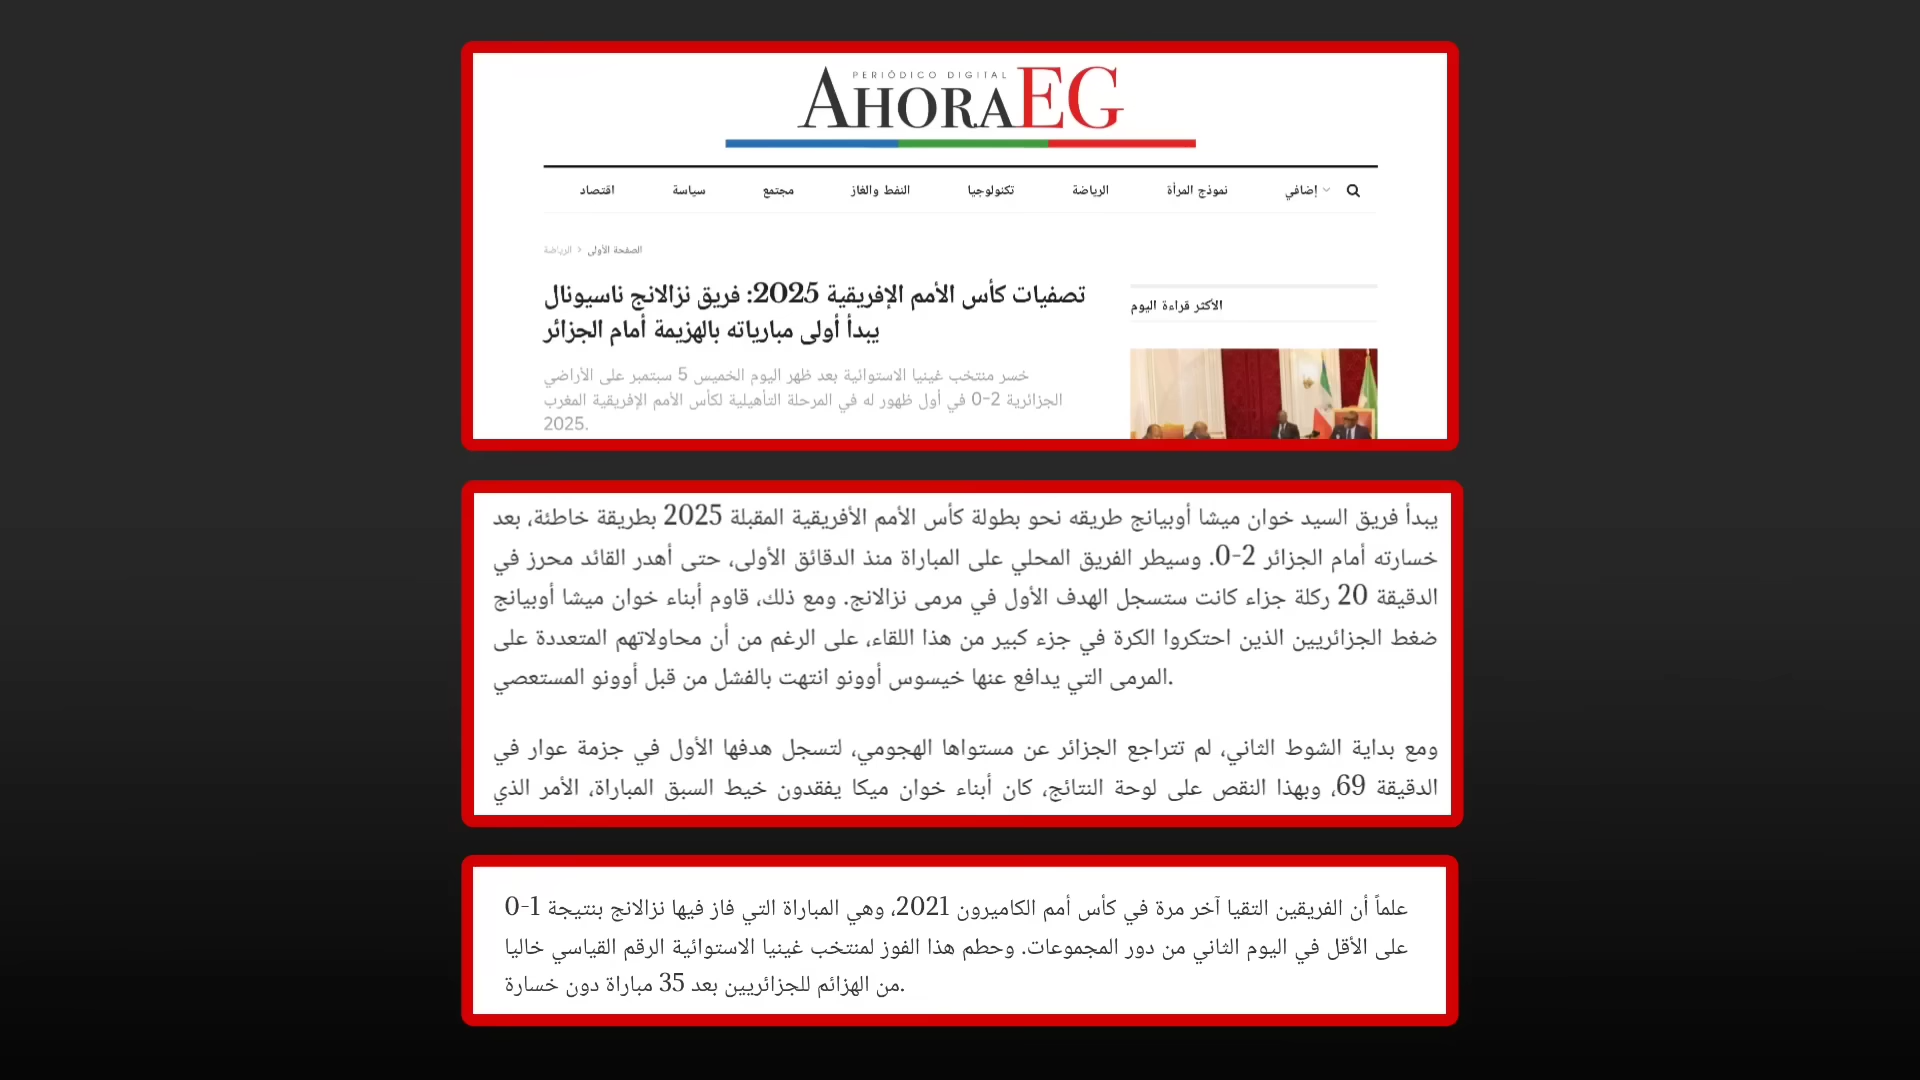 PERIÓDICO DIGITAL
AHORAEG
اقتصاد سياسة مجتمع النفط والغاز تكنولوجيا الرياضة نموذج المرأة إضافي
الصفحة الأولى > الرياضة
تصفيات كأس الأمم الإفريقية 2025: فريق نزالانج ناسيونال
يبدأ أولى مبارياته بالهزيمة أمام الجزائر
خسر منتخب غينيا الاستوائية بعد ظهر اليوم الخميس 5 سبتمبر على الأراضي
الجزائرية 2-0 في أول ظهور له في المرحلة التأهيلية لكأس الأمم الإفريقية المغرب
2025.
الأكثر قراءة اليوم
يبدأ فريق السيد خوان ميشا أوبيانج طريقه نحو بطولة كأس الأمم الأفريقية المقبلة 2025 بطريقة خاطئة، بعد
خسارته أمام الجزائر 2-0. وسيطر الفريق المحلي على المباراة منذ الدقائق الأولى، حتى أهدر القائد محرز في
الدقيقة 20 ركلة جزاء كانت ستسجل الهدف الأول في مرمى نزالانج. ومع ذلك، قاوم أبناء خوان ميشا أوبيانج
ضغط الجزائريين الذين احتكروا الكرة في جزء كبير من هذا اللقاء، على الرغم من أن محاولاتهم المتعددة على
المرمى التي يدافع عنها خيسوس أوونو انتهت بالفشل من قبل أوونو المستعصي.
ومع بداية الشوط الثاني، لم تتراجع الجزائر عن مستواها الهجومي، لتسجل هدفها الأول في جزمة عوار في
الدقيقة 69، وبهذا النقص على لوحة النتائج، كان أبناء خوان ميكا يفقدون خيط السبق المباراة، الأمر الذي
علماً أن الفريقين التقيا آخر مرة في كأس أمم الكاميرون 2021، وهي المباراة التي فاز فيها نزالانج بنتيجة 1-0
على الأقل في اليوم الثاني من دور المجموعات. وحطم هذا الفوز لمنتخب غينيا الاستوائية الرقم القياسي خاليا
من الهزائم للجزائريين بعد 35 مباراة دون خسارة.